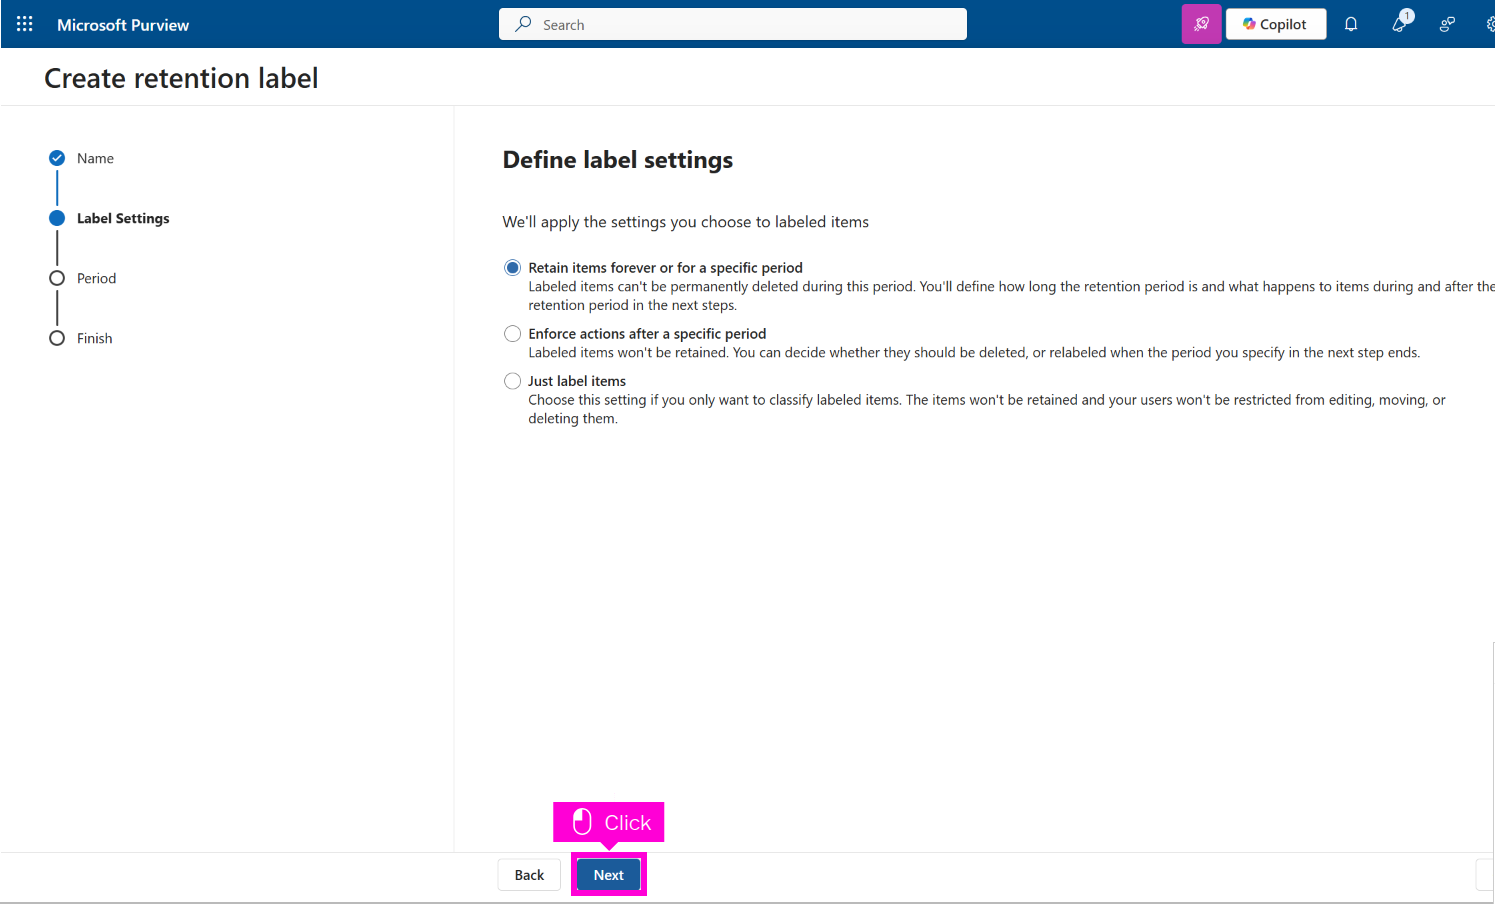 Microsoft Purview
Search
Copilot
1
Create retention label
Name
Label Settings
Period
Finish
Define label settings
We'll apply the settings you choose to labeled items
Retain items forever or for a specific period
Labeled items can't be permanently deleted during this period. You'll define how long the retention period is and what happens to items during and after the
retention period in the next steps.
Enforce actions after a specific period
Labeled items won't be retained. You can decide whether they should be deleted, or relabeled when the period you specify in the next step ends.
Just label items
Choose this setting if you only want to classify labeled items. The items won't be retained and your users won't be restricted from editing, moving, or
deleting them.
Click
Back
Next